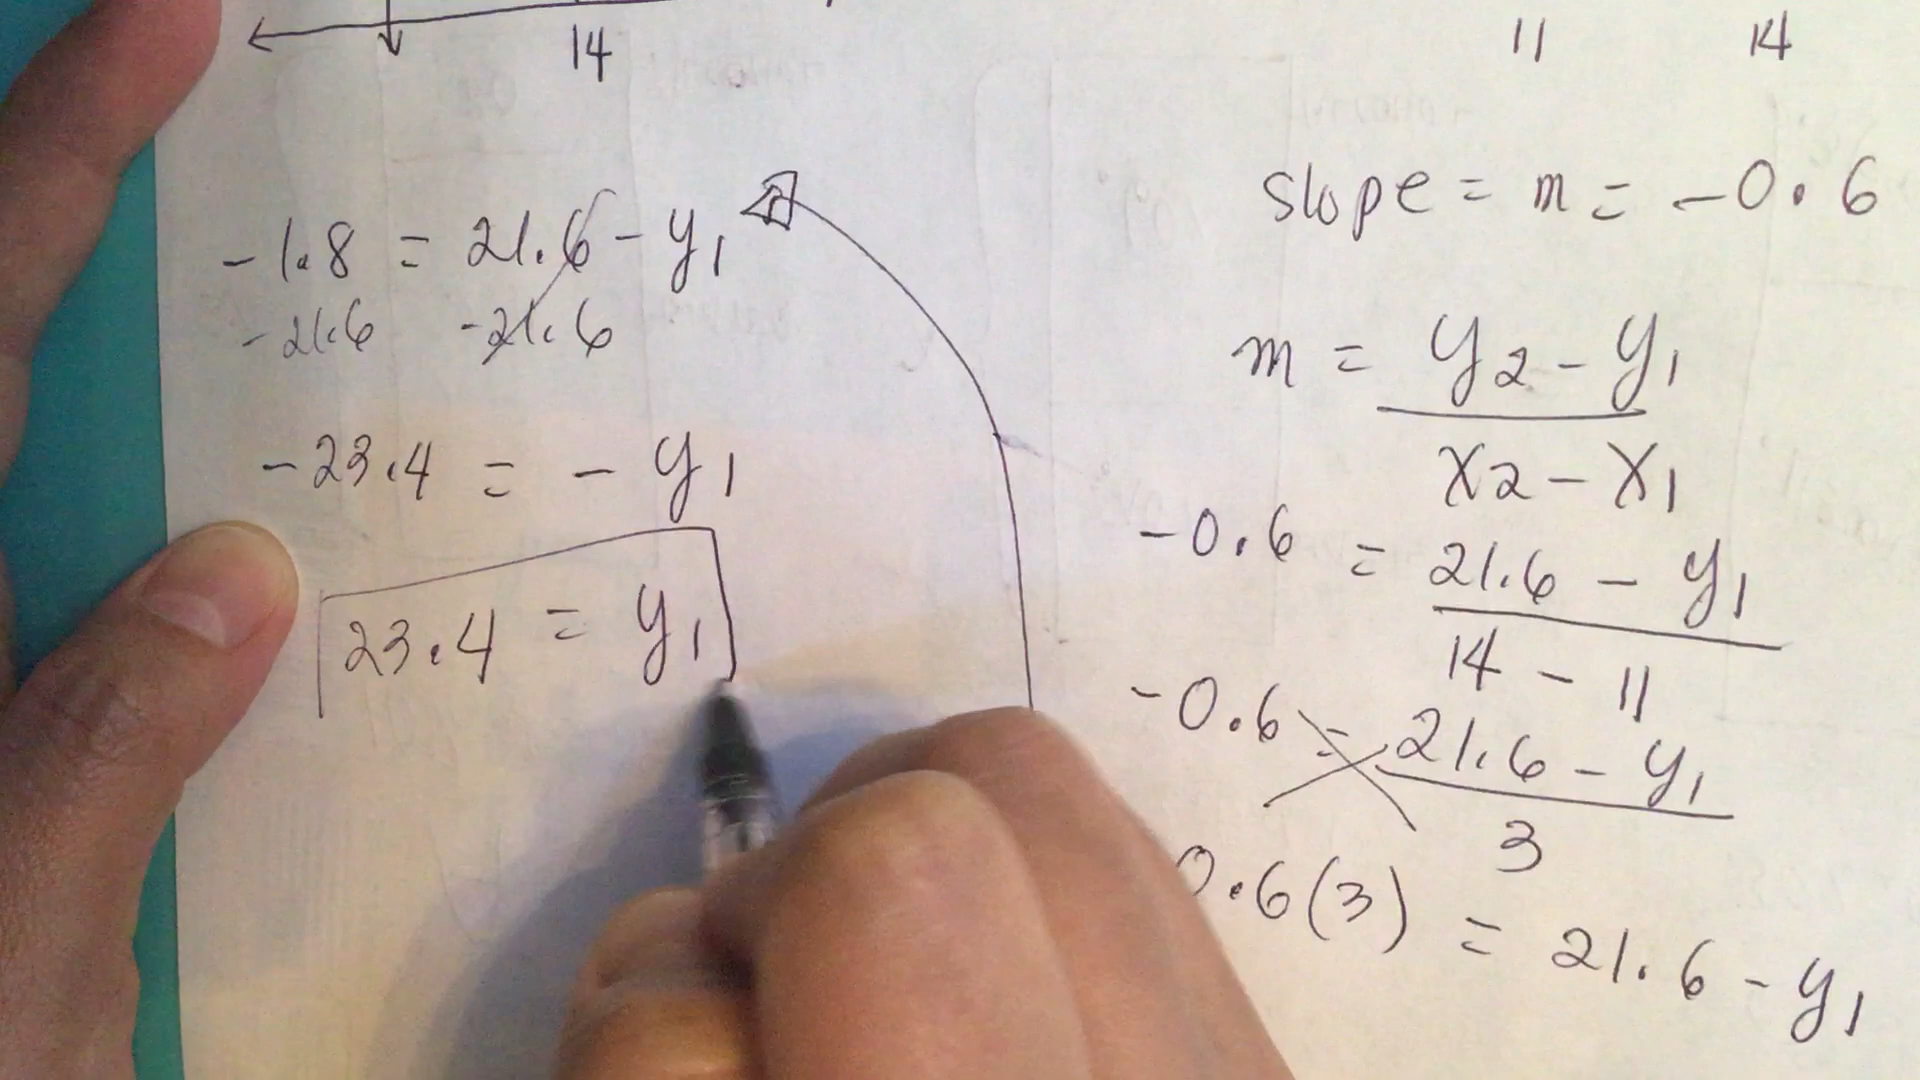 14
11 14
slope = m = -0.6
m = y2 - y1
x2 - x1
-0.6 = 21.6 - y1
14 - 11
-0.6 = 21.6 - y1
3
0.6(3) = 21.6 - y1
-1.8 = 21.6 - y1
-21.6 -21.6
-23.4 = - y1
23.4 = y1